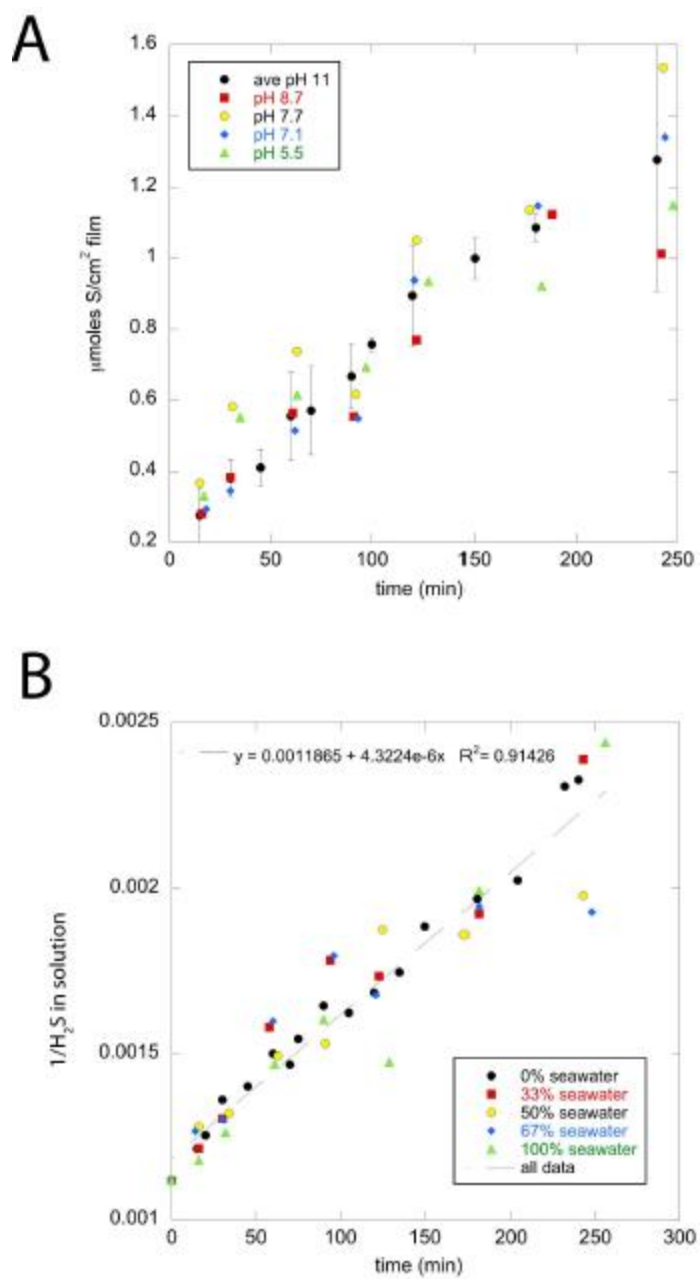 A
1.6
ave pH 11
pH 8.7
pH 7.7
pH 7.1
pH 5.5
1.4
1.2
1
0.8
0.6
0.4
0.2
μmoles S/cm² film
0 50 100 150 200 250
time (min)
B
0.0025
y = 0.0011865 + 4.3224e-6x R²= 0.91426
0.002
0.0015
0.001
1/H₂S in solution
0% seawater
33% seawater
50% seawater
67% seawater
100% seawater
all data
0 50 100 150 200 250 300
time (min)